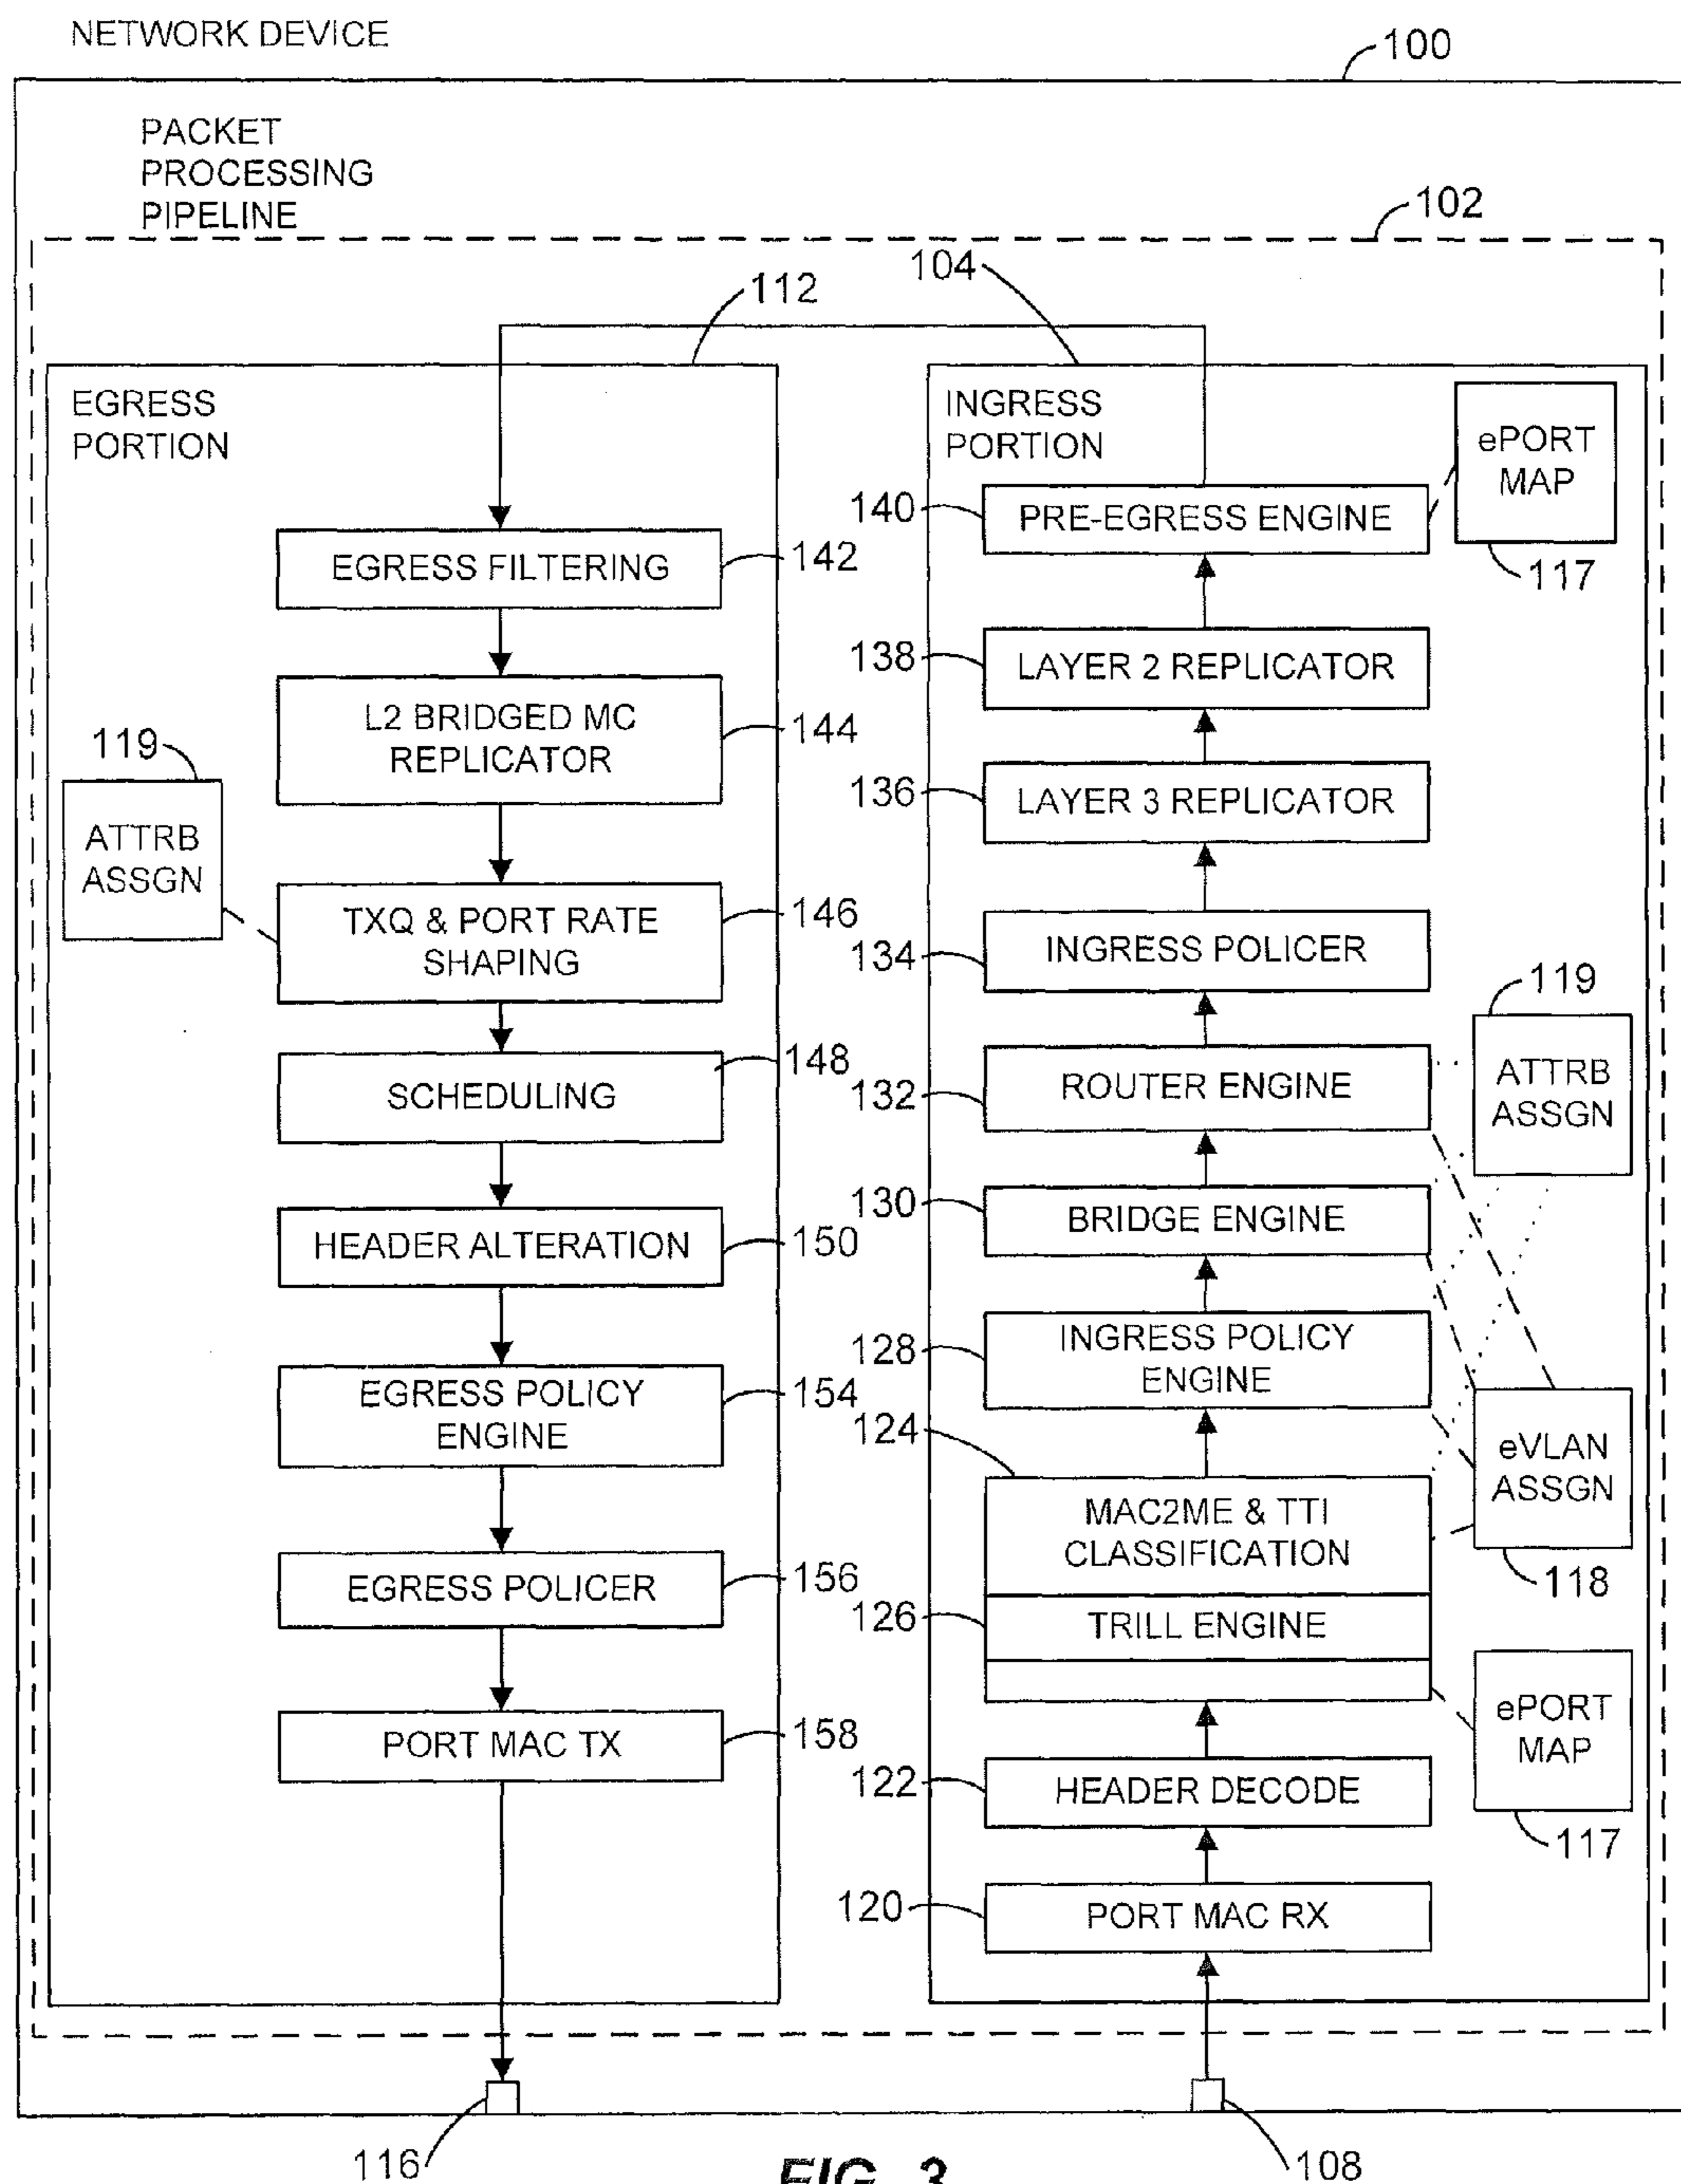 NETWORK DEVICE
100
PACKET
PROCESSING
PIPELINE
102
104
112
EGRESS
PORTION
EGRESS FILTERING
142
L2 BRIDGED MC
REPLICATOR
144
119
ATTRB
ASSGN
TXQ & PORT RATE
SHAPING
146
SCHEDULING
148
HEADER ALTERATION
150
EGRESS POLICY
ENGINE
154
EGRESS POLICER
156
PORT MAC TX
158
116
INGRESS
PORTION
ePORT
MAP
117
140
PRE-EGRESS ENGINE
138
LAYER 2 REPLICATOR
136
LAYER 3 REPLICATOR
134
INGRESS POLICER
119
ATTRB
ASSGN
132
ROUTER ENGINE
130
BRIDGE ENGINE
128
INGRESS POLICY
ENGINE
124
MAC2ME & TTI
CLASSIFICATION
eVLAN
ASSGN
118
126
TRILL ENGINE
ePORT
MAP
117
122
HEADER DECODE
120
PORT MAC RX
108
FIG. 3